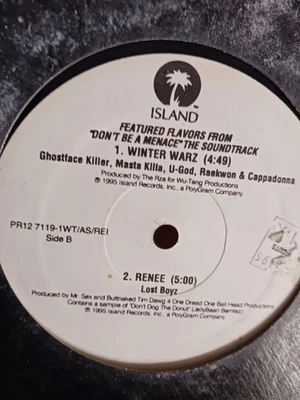 ISLAND
FEATURED FLAVORS FROM
"DON'T BE A MENACE" THE SOUNDTRACK
1. WINTER WARZ (4:49)
Ghostface Killer, Masta Killa, U-God, Raekwon & Cappadonna
Produced by The Rza for Wu-Tang Productions
℗ 1995 Island Records, Inc., a PolyGram Company
PR12 7119-1WT/AS/REI
Side B
2. RENEE (5:00)
Lost Boyz
Produced by Mr. Sex and Buttnaked Tim Dawg 4 One Dread One Bald Head Productions
Contains a sample of "Don't Dog The Donut" (JellyBean Benitez)
℗ 1995 Island Records, Inc., a PolyGram Company